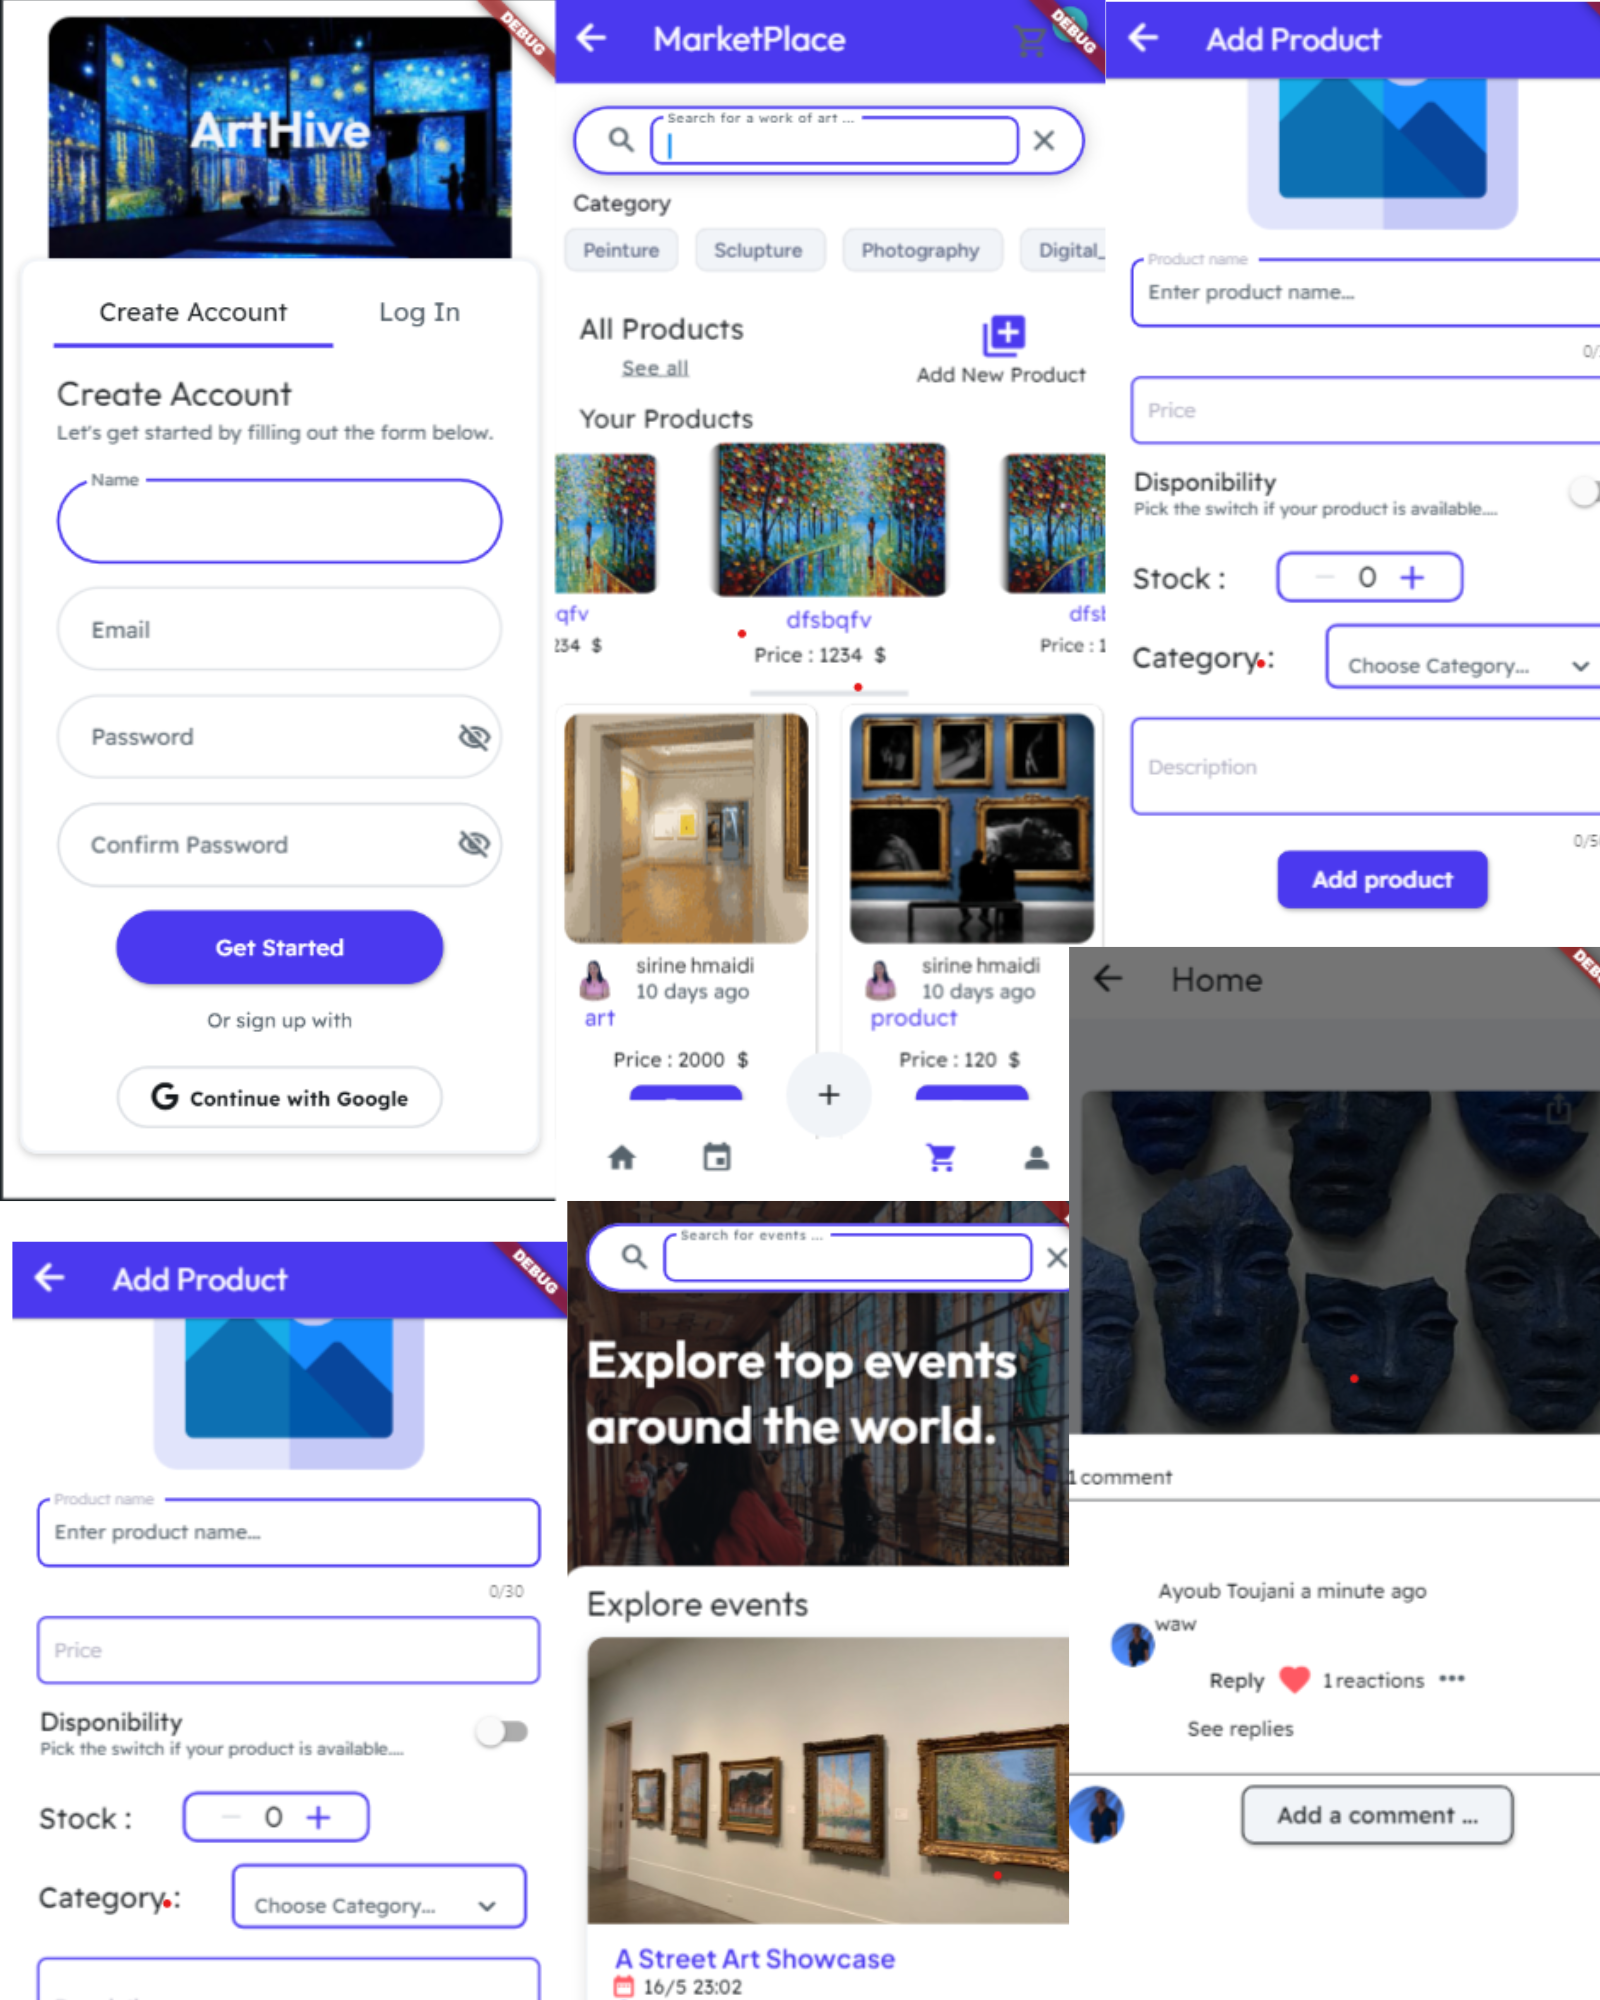 DEBUG
ArtHive
Create Account
Log In
Create Account
Let's get started by filling out the form below.
Name
Email
Password
Confirm Password
Get Started
Or sign up with
Continue with Google
MarketPlace
DEBUG
Search for a work of art ...
Category
Peinture
Sclupture
Photography
Digital_
All Products
See all
Add New Product
Your Products
qfv
dfsbqfv
dfsb
234 $
Price : 1234 $
Price : 1
sirine hmaidi
10 days ago
art
Price : 2000 $
sirine hmaidi
10 days ago
product
Price : 120 $
Add Product
Product name
Enter product name...
0/
Price
Disponibility
Pick the switch if your product is available....
Stock :
0
Category :
Choose Category...
Description
0/50
Add product
Home
DEBUG
1 comment
Ayoub Toujani a minute ago
waw
Reply
1 reactions
See replies
Add a comment ...
Add Product
DEBUG
Product name
Enter product name...
0/30
Price
Disponibility
Pick the switch if your product is available....
Stock :
0
Category :
Choose Category...
Search for events ...
Explore top events
around the world.
Explore events
A Street Art Showcase
16/5 23:02